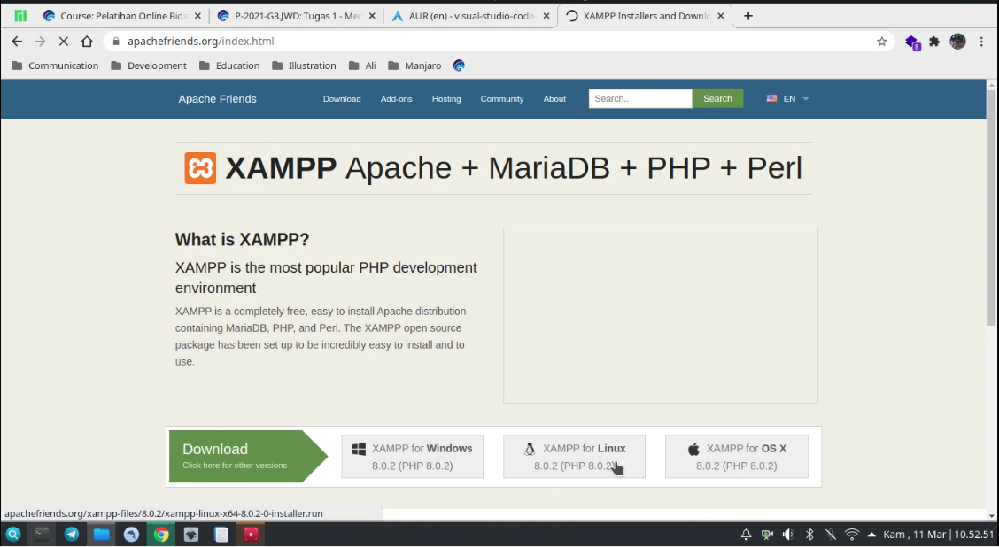 Course: Pelatihan Online Bida
P-2021-G3.JWD: Tugas 1 - Mer
AUR (en) - visual-studio-code-
XAMPP Installers and Downlo
apachefriends.org/index.html
8
Communication
Development
Education
Illustration
Ali
Manjaro
Apache Friends
Download
Add-ons
Hosting
Community
About
Search..
Search
EN
XAMPP Apache + MariaDB + PHP + Perl
What is XAMPP?
XAMPP is the most popular PHP development
environment
XAMPP is a completely free, easy to install Apache distribution
containing MariaDB, PHP, and Perl. The XAMPP open source
package has been set up to be incredibly easy to install and to
use.
Download
Click here for other versions
XAMPP for Windows
8.0.2 (PHP 8.0.2)
XAMPP for Linux
8.0.2 (PHP 8.0.2)
XAMPP for OS X
8.0.2 (PHP 8.0.2)
apachefriends.org/xampp-files/8.0.2/xampp-linux-x64-8.0.2-0-installer.run
Kam , 11 Mar | 10.52.51